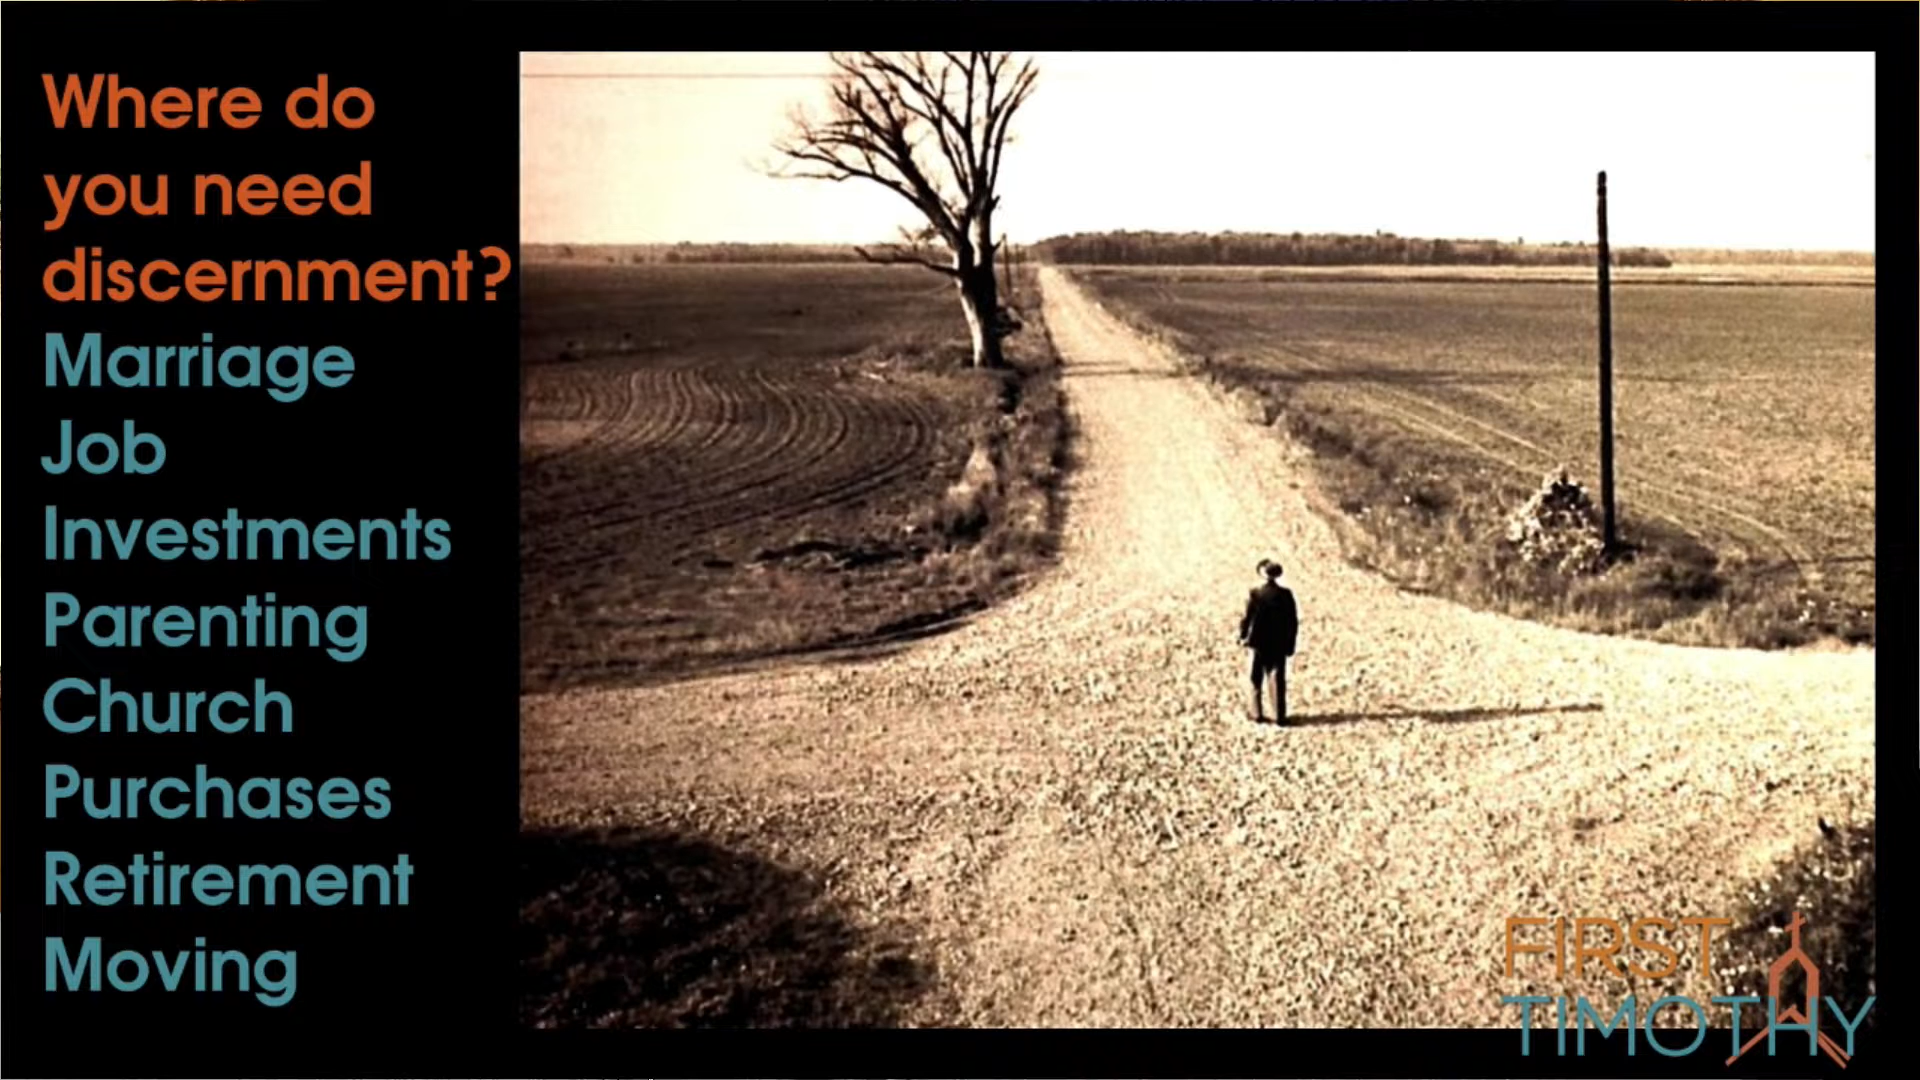 Where do
you need
discernment?
Marriage
Job
Investments
Parenting
Church
Purchases
Retirement
Moving
FIRST
TIMOTHY